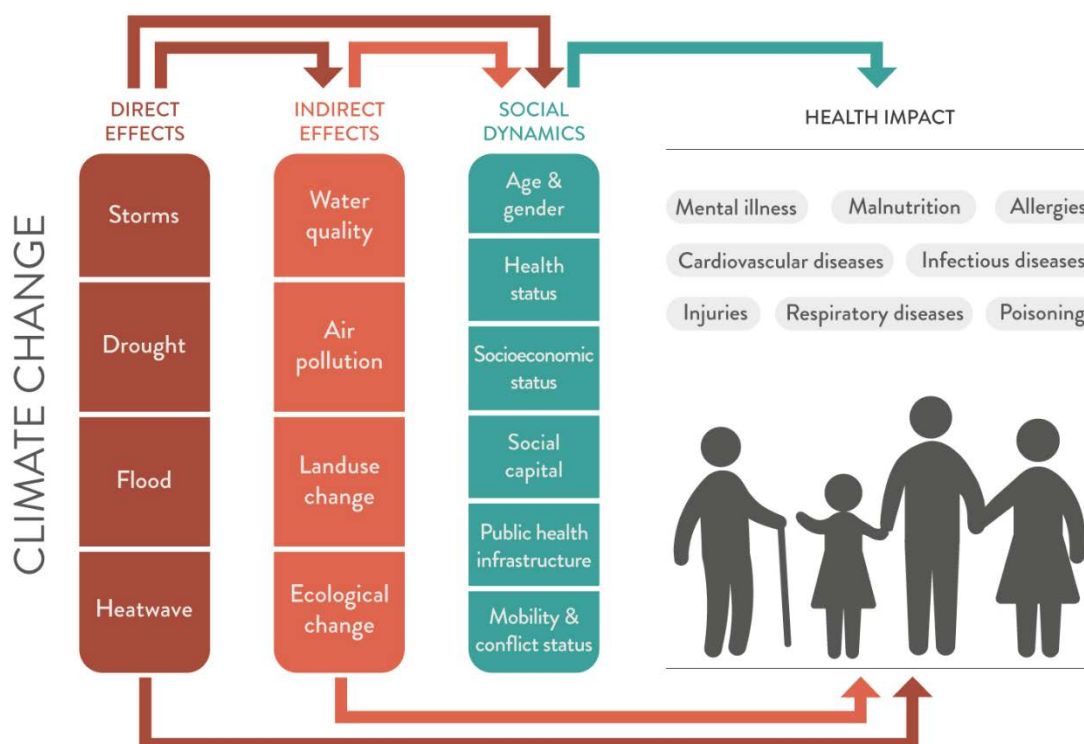 CLIMATE CHANGE
DIRECT
EFFECTS
Storms
Drought
Flood
Heatwave
INDIRECT
EFFECTS
Water
quality
Air
pollution
Landuse
change
Ecological
change
SOCIAL
DYNAMICS
Age &
gender
Health
status
Socioeconomic
status
Social
capital
Public health
infrastructure
Mobility &
conflict status
HEALTH IMPACT
Mental illness Malnutrition Allergies
Cardiovascular diseases Infectious diseases
Injuries Respiratory diseases Poisoning